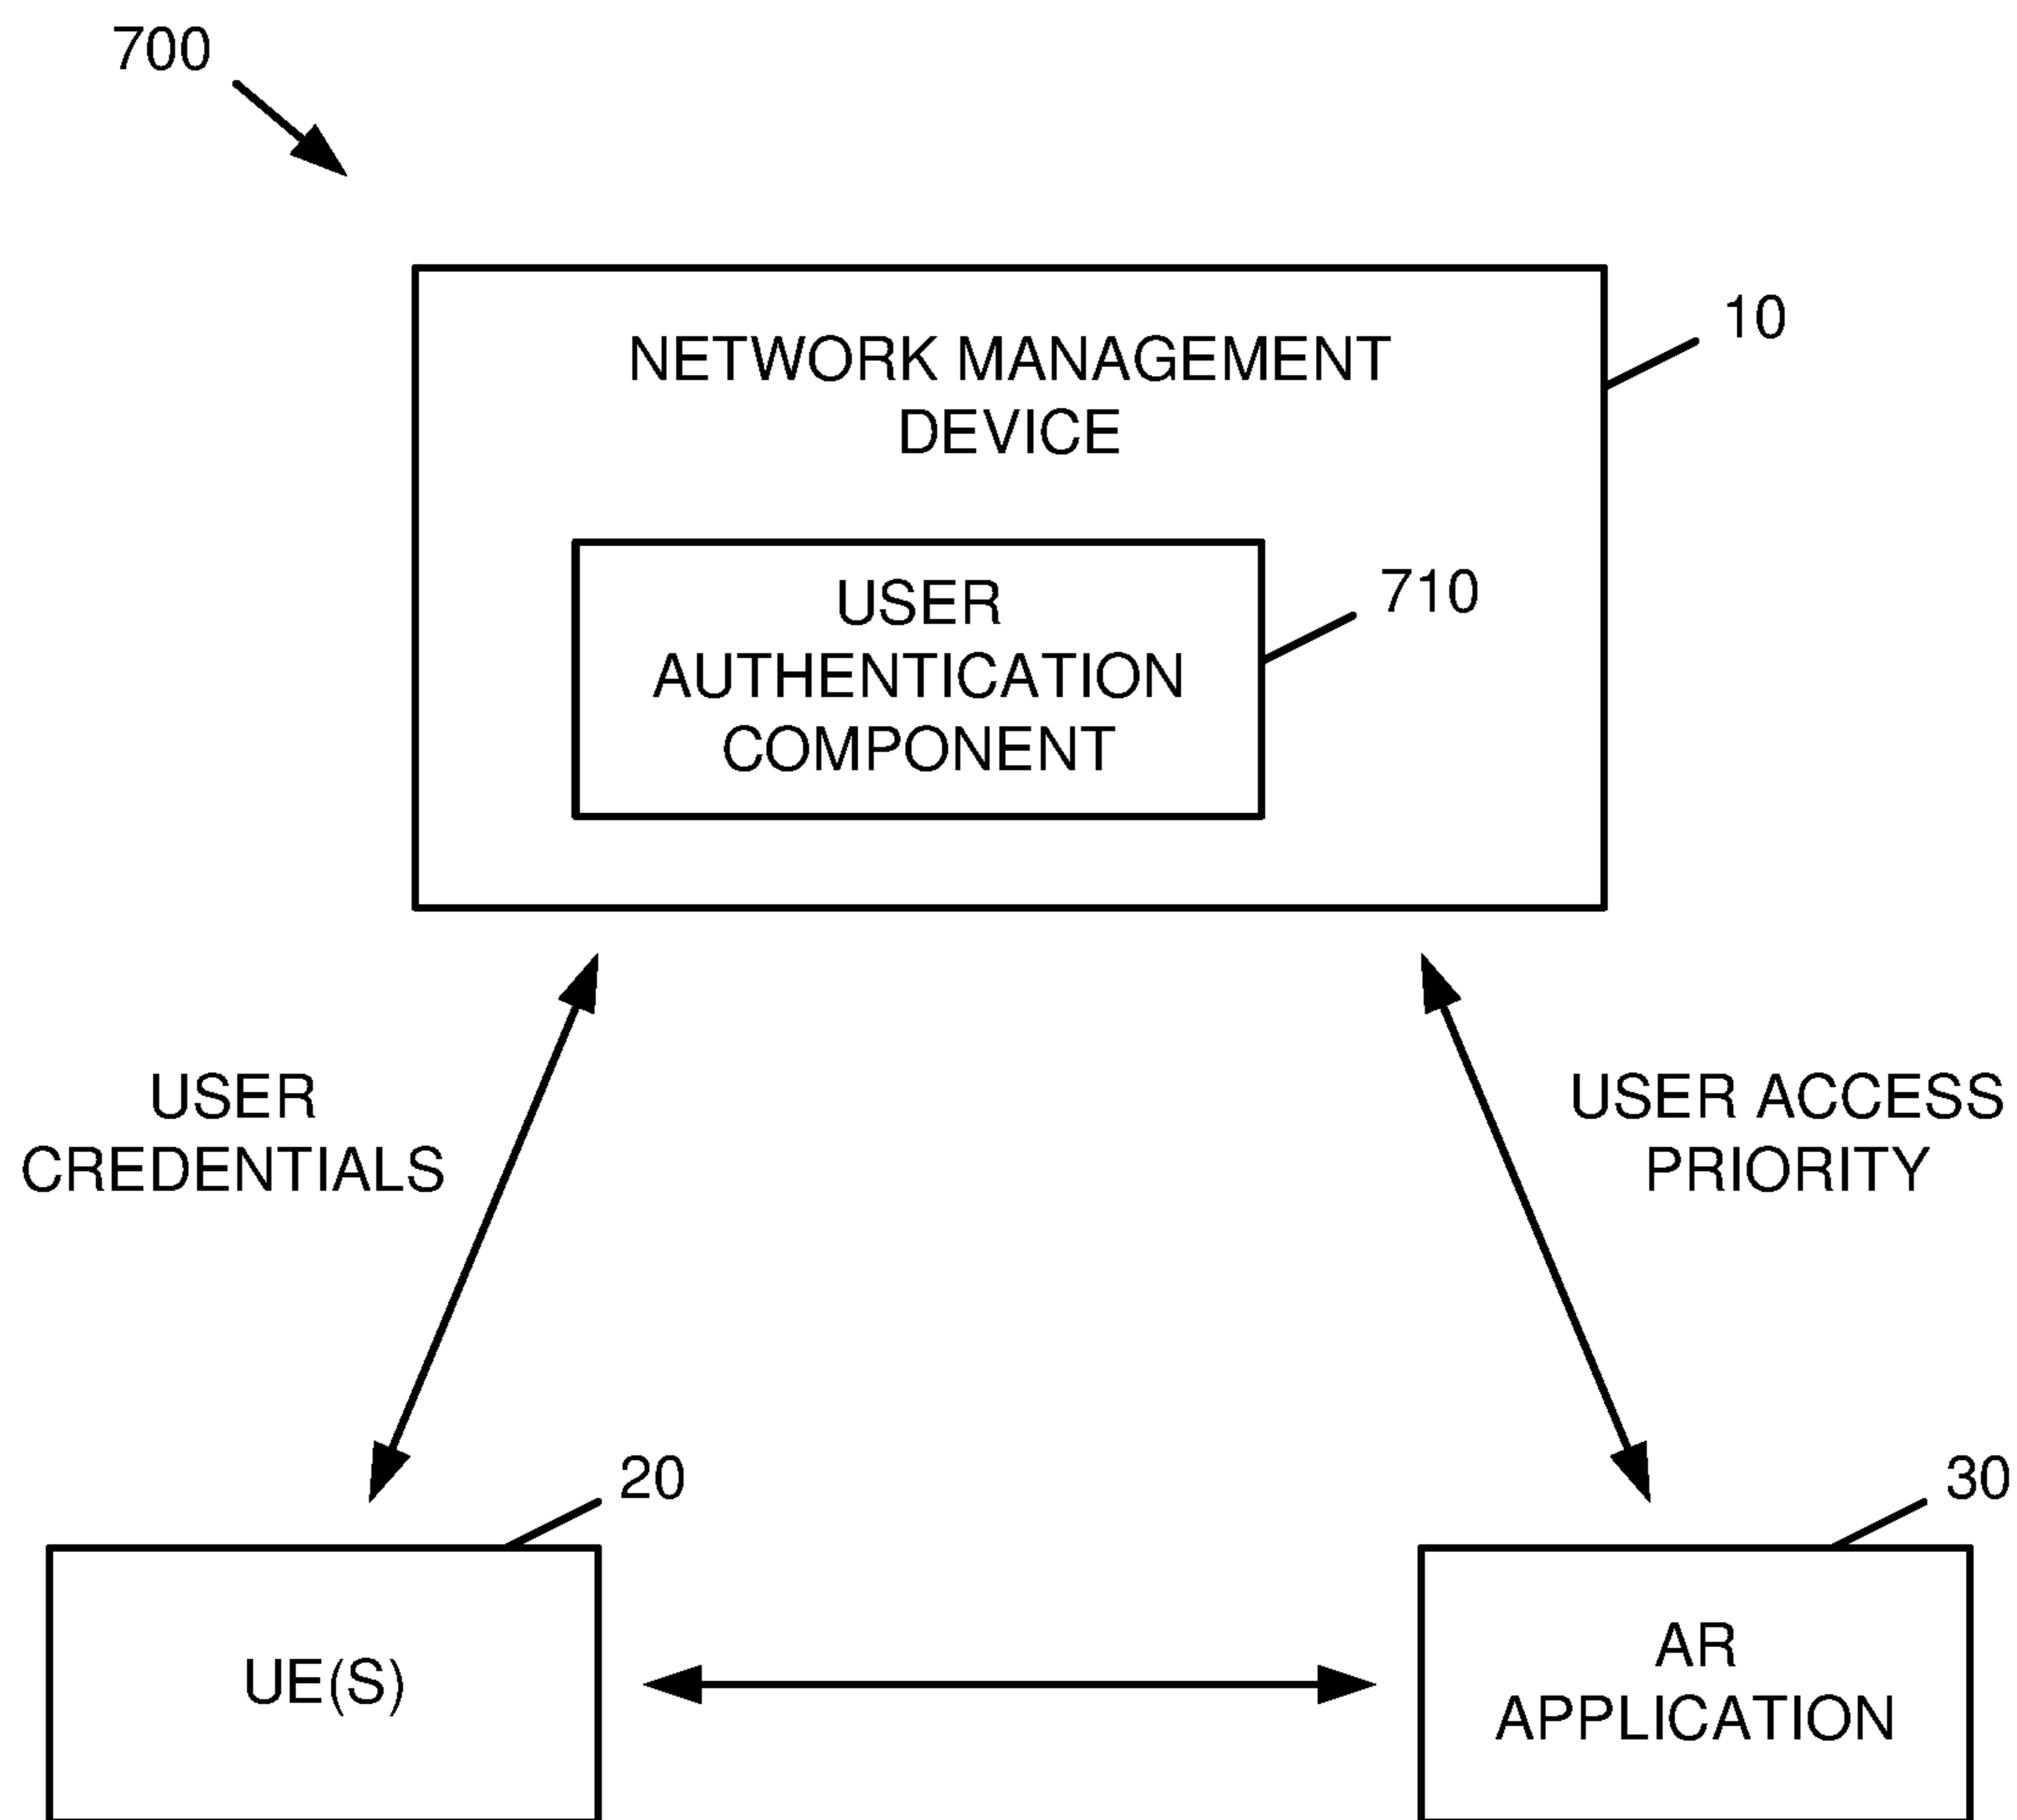 700
NETWORK MANAGEMENT
DEVICE
10
USER
AUTHENTICATION
COMPONENT
710
USER
CREDENTIALS
USER ACCESS
PRIORITY
20
UE(S)
30
AR
APPLICATION